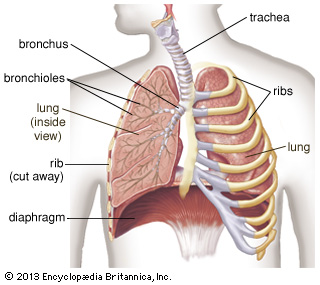 trachea
bronchus
bronchioles
ribs
lung
(inside
view)
lung
rib
(cut away)
diaphragm
© 2013 Encyclopædia Britannica, Inc.